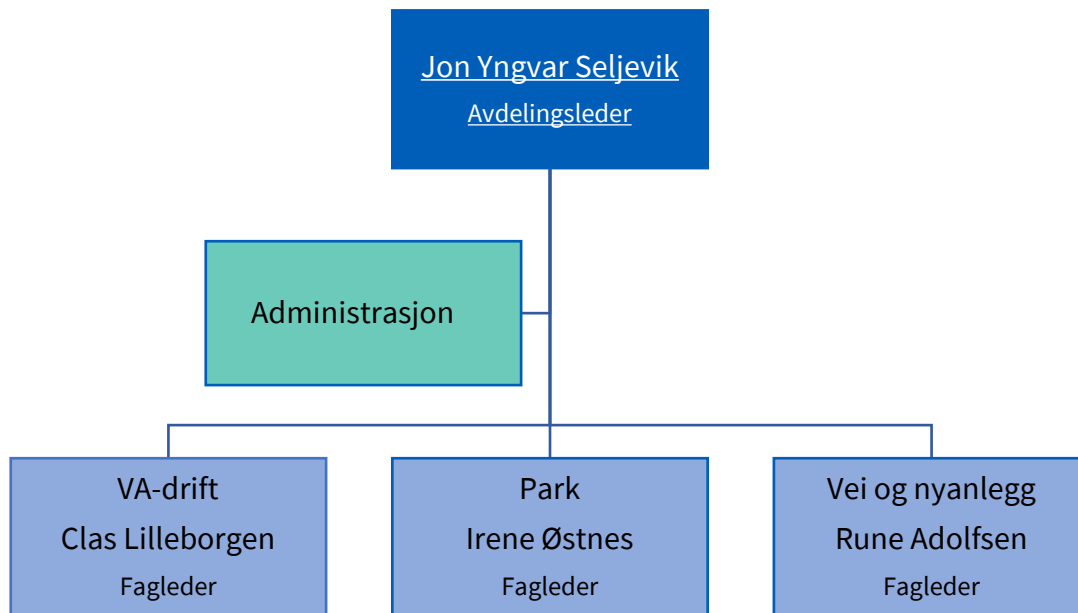 Jon Yngvar Seljevik
Avdelingsleder
Administrasjon
VA-drift
Clas Lilleborgen
Fagleder
Park
Irene Østnes
Fagleder
Vei og nyanlegg
Rune Adolfsen
Fagleder